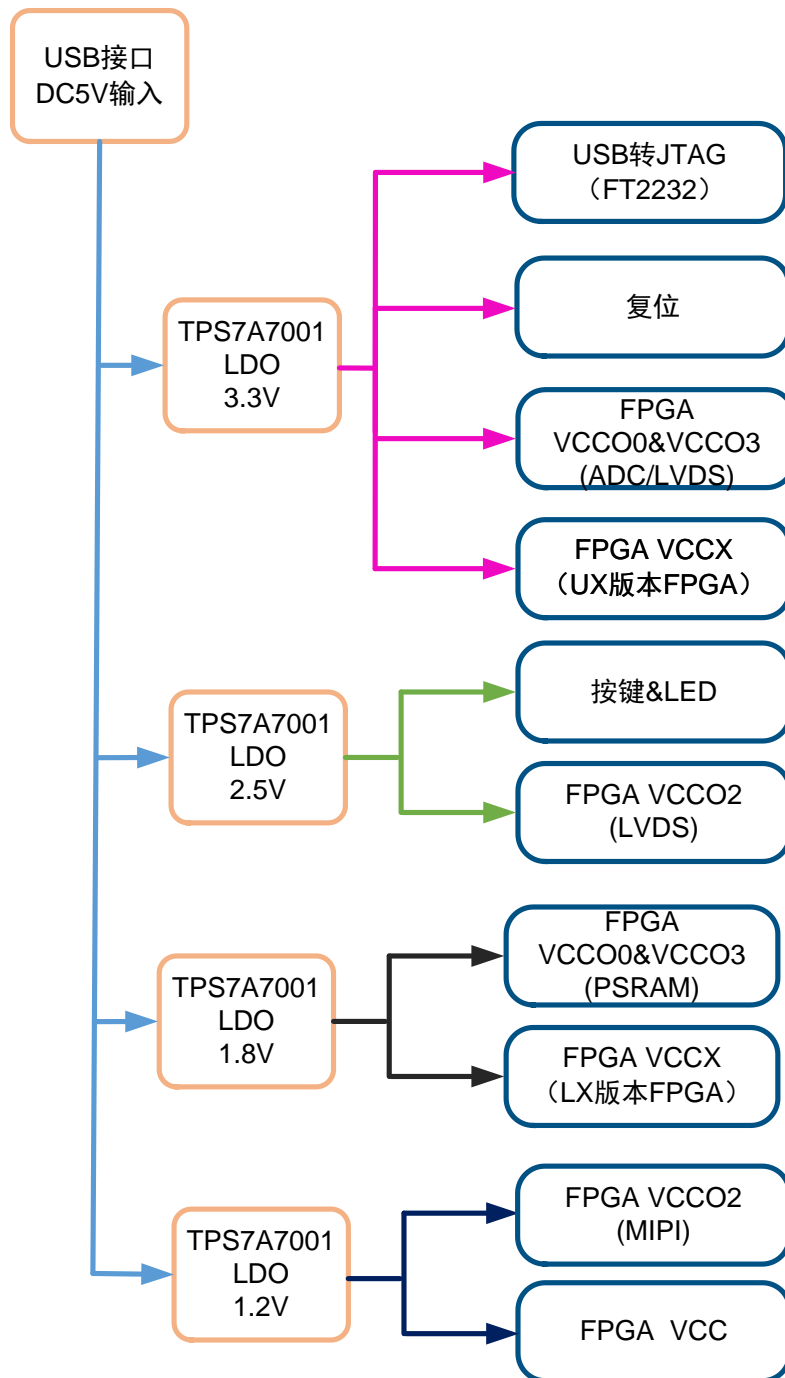 USB接口
DC5V输入
USB转JTAG
（FT2232）
复位
TPS7A7001
LDO
3.3V
FPGA
VCCO0&VCCO3
(ADC/LVDS)
FPGA VCCX
（UX版本FPGA）
按键&LED
TPS7A7001
LDO
2.5V
FPGA VCCO2
(LVDS)
FPGA
VCCO0&VCCO3
(PSRAM)
TPS7A7001
LDO
1.8V
FPGA VCCX
（LX版本FPGA）
FPGA VCCO2
(MIPI)
TPS7A7001
LDO
1.2V
FPGA  VCC